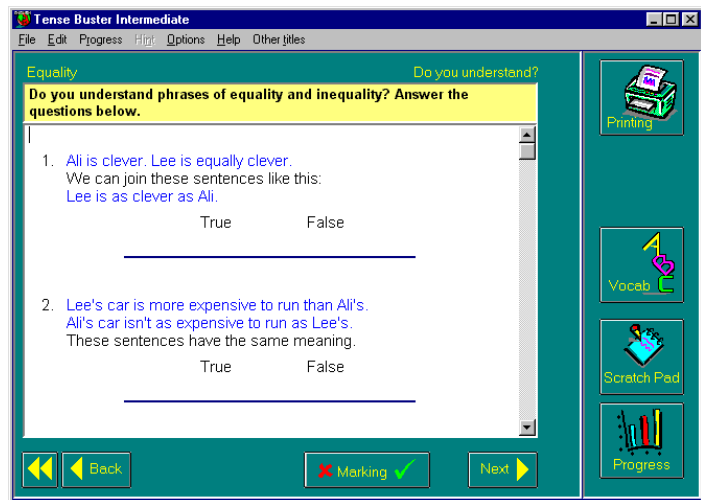 Tense Buster Intermediate
File Edit Progress Hint Options Help Other titles
Equality Do you understand?
Do you understand phrases of equality and inequality? Answer the
questions below.
Printing
1. Ali is clever. Lee is equally clever.
We can join these sentences like this:
Lee is as clever as Ali.
True False
2. Lee's car is more expensive to run than Ali's.
Ali's car isn't as expensive to run as Lee's.
These sentences have the same meaning.
True False
ABC
Vocab
Scratch Pad
Progress
Back Marking Next